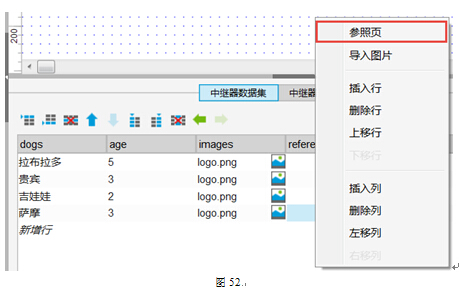 200
参照页
导入图片
插入行
删除行
上移行
下移行
插入列
删除列
左移列
右移列
中继器数据集 中继器
dogs age images refere
拉布拉多 5 logo.png
贵宾 3 logo.png
吉娃娃 2 logo.png
萨摩 3 logo.png
新增行
图 52.